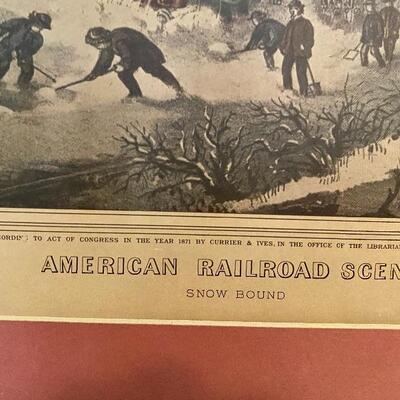 TO ACT OF CONGRESS IN THE YEAR 1871 BY CURRIER & IVES, IN THE OFFICE OF THE LIBRARIAN
AMERICAN RAILROAD SCEN
SNOW BOUND